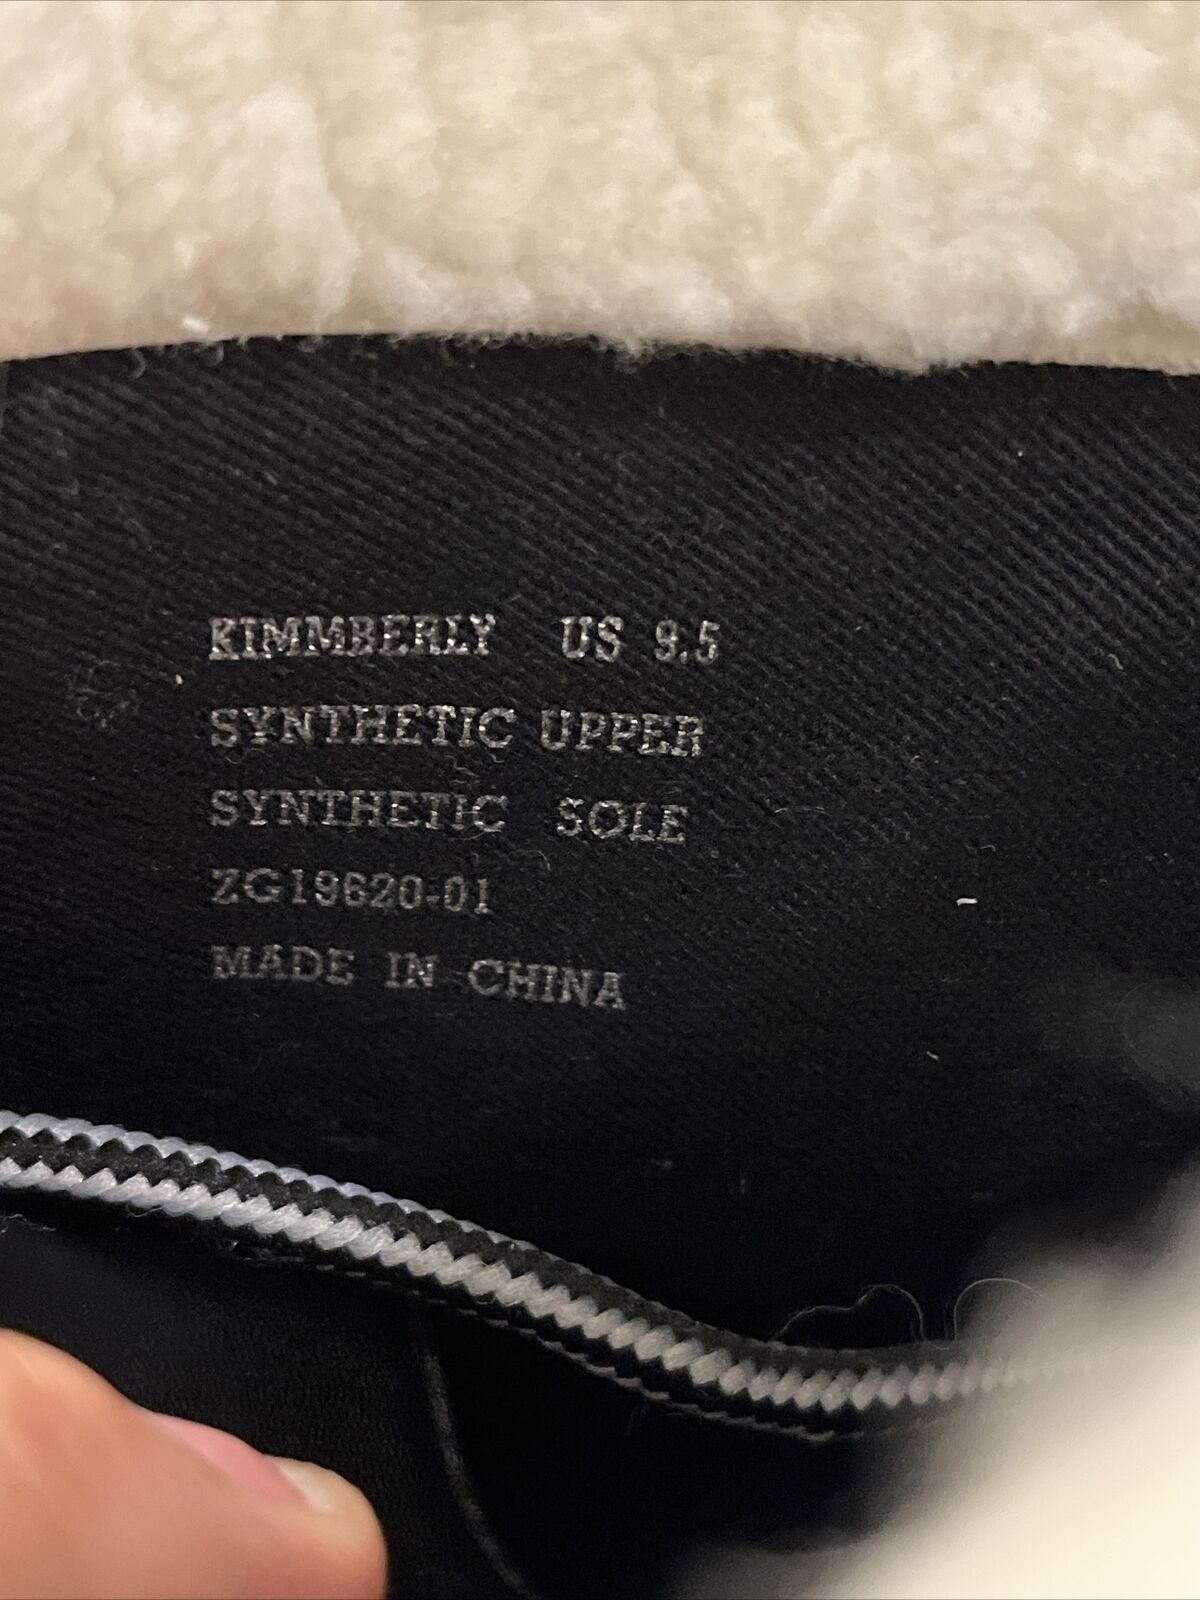 KIMMBERLY US 9.5
SYNTHETIC UPPER
SYNTHETIC SOLE
ZG19620-01
MADE IN CHINA